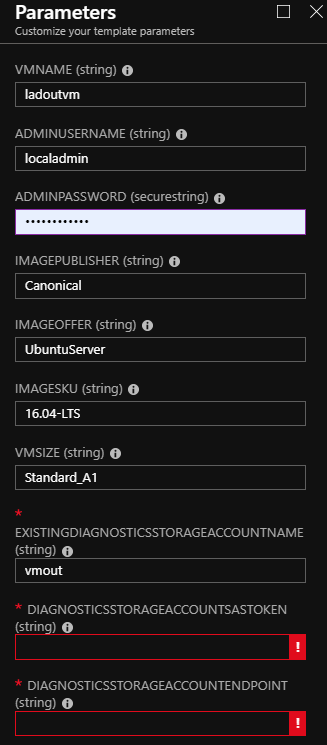 Parameters
Customize your template parameters
VMNAME (string)
ladoutvm
ADMINUSERNAME (string)
localadmin
ADMINPASSWORD (securestring)
••••••••••••
IMAGEPUBLISHER (string)
Canonical
IMAGEOFFER (string)
UbuntuServer
IMAGESKU (string)
16.04-LTS
VMSIZE (string)
Standard_A1
*
EXISTINGDIAGNOSTICSSTORAGEACCOUNTNAME
(string)
vmout
* DIAGNOSTICSSTORAGEACCOUNTSASTOKEN
(string)
!
* DIAGNOSTICSSTORAGEACCOUNTENDPOINT
(string)
!